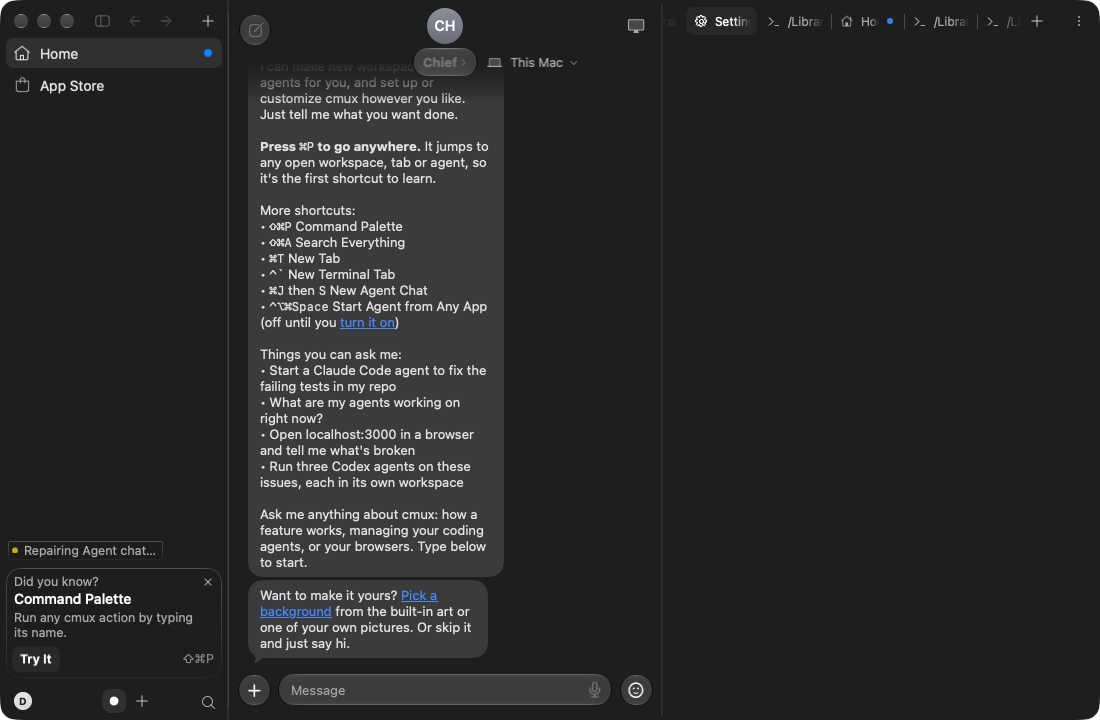 Home
App Store
Repairing Agent chat...
Did you know?
Command Palette
Run any cmux action by typing
its name.
Try It
⇧⌘P
D
CH
Chief ›
This Mac
I can make new
agents for you, and set up or
customize cmux however you like.
Just tell me what you want done.
Press ⌘P to go anywhere. It jumps to
any open workspace, tab or agent, so
it's the first shortcut to learn.
More shortcuts:
• ⇧⌘P Command Palette
• ⇧⌘A Search Everything
• ⌘T New Tab
• ^` New Terminal Tab
• ⌘J then S New Agent Chat
• ^⌥⌘Space Start Agent from Any App
(off until you turn it on)
Things you can ask me:
• Start a Claude Code agent to fix the
failing tests in my repo
• What are my agents working on
right now?
• Open localhost:3000 in a browser
and tell me what's broken
• Run three Codex agents on these
issues, each in its own workspace
Ask me anything about cmux: how a
feature works, managing your coding
agents, or your browsers. Type below
to start.
Want to make it yours? Pick a
background from the built-in art or
one of your own pictures. Or skip it
and just say hi.
Message
Settin
/Librar
Ho
/Librar
/Li